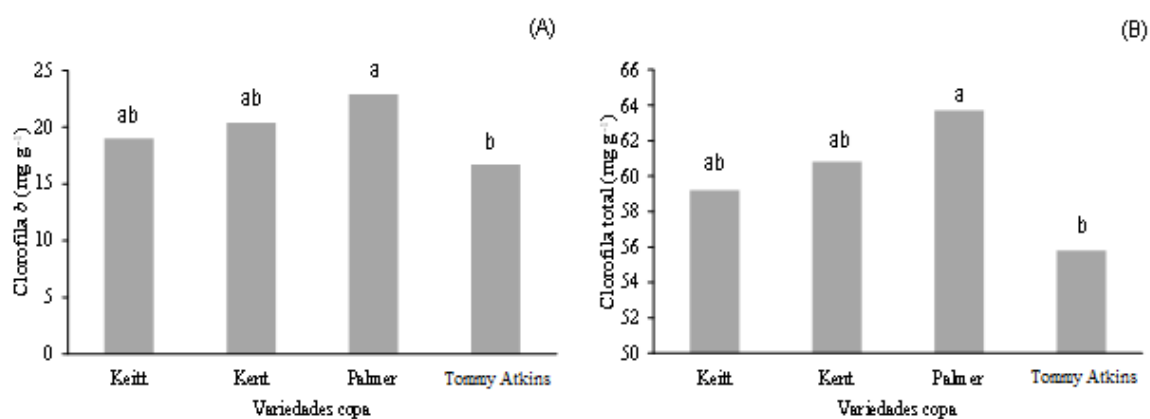 (A)
Clorofila b (mg g⁻¹)
25
20
15
10
5
0
ab
ab
a
b
Keitt
Kent
Palmer
Tommy Atkins
Variedades copa
(B)
Clorofila total (mg g⁻¹)
66
64
62
60
58
56
54
52
50
ab
ab
a
b
Keitt
Kent
Palmer
Tommy Atkins
Variedades copa